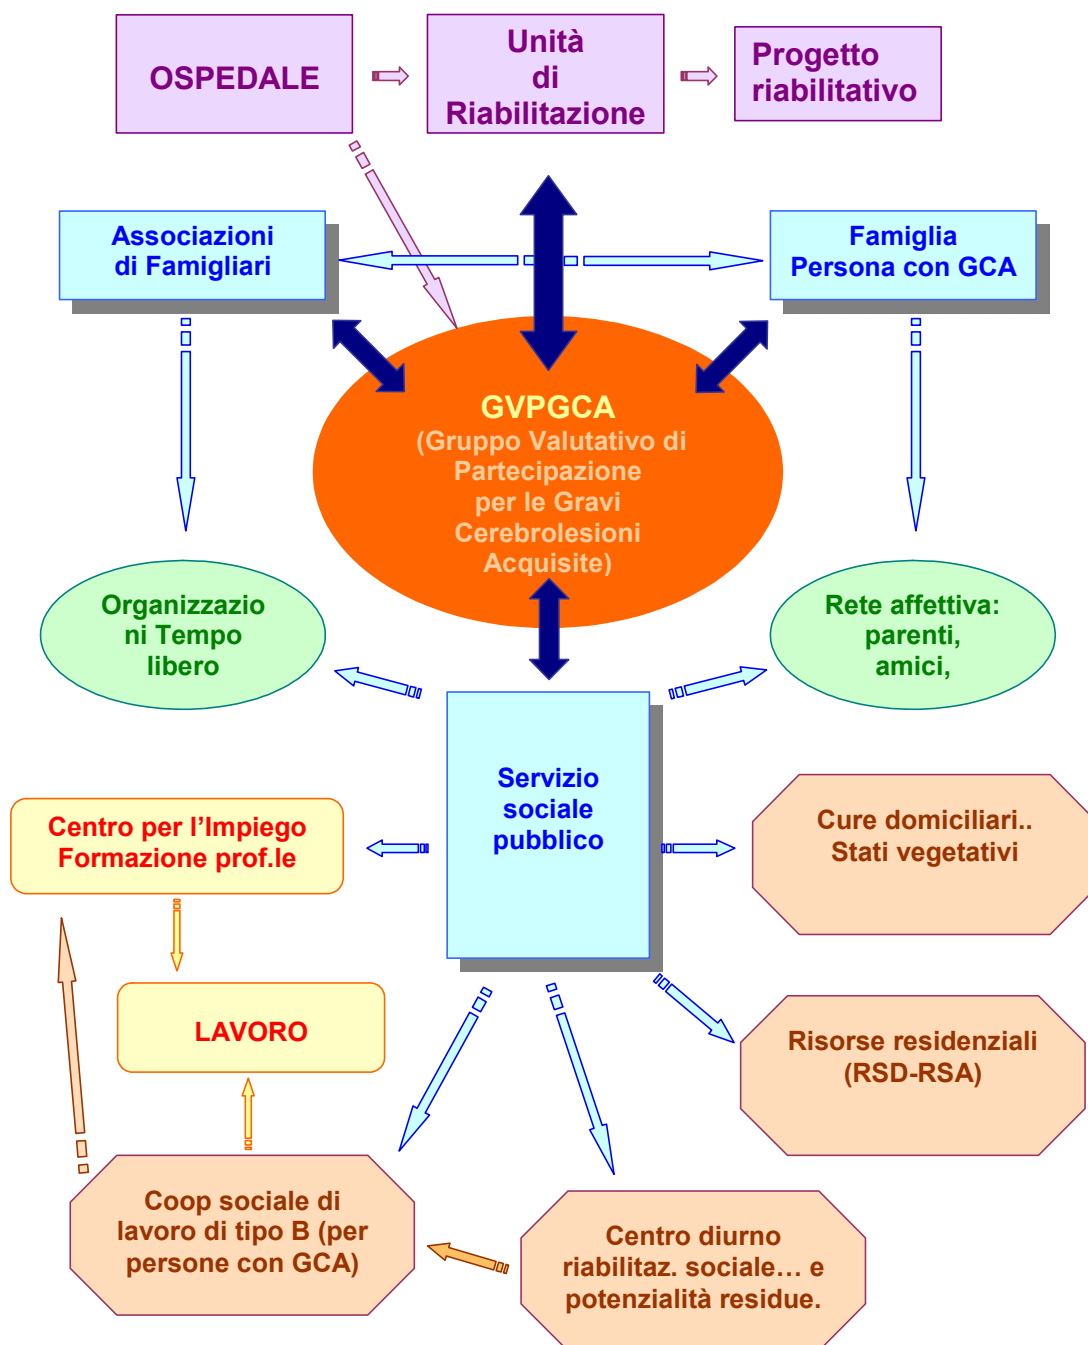 OSPEDALE
Unità
di
Riabilitazione
Progetto
riabilitativo
Associazioni
di Famigliari
Famiglia
Persona con GCA
GVPGCA
(Gruppo Valutativo di
Partecipazione
per le Gravi
Cerebrolesioni
Acquisite)
Organizzazio
ni Tempo
libero
Rete affettiva:
parenti,
amici,
Servizio
sociale
pubblico
Centro per l’Impiego
Formazione prof.le
Cure domiciliari..
Stati vegetativi
LAVORO
Risorse residenziali
(RSD-RSA)
Coop sociale di
lavoro di tipo B (per
persone con GCA)
Centro diurno
riabilitaz. sociale… e
potenzialità residue.